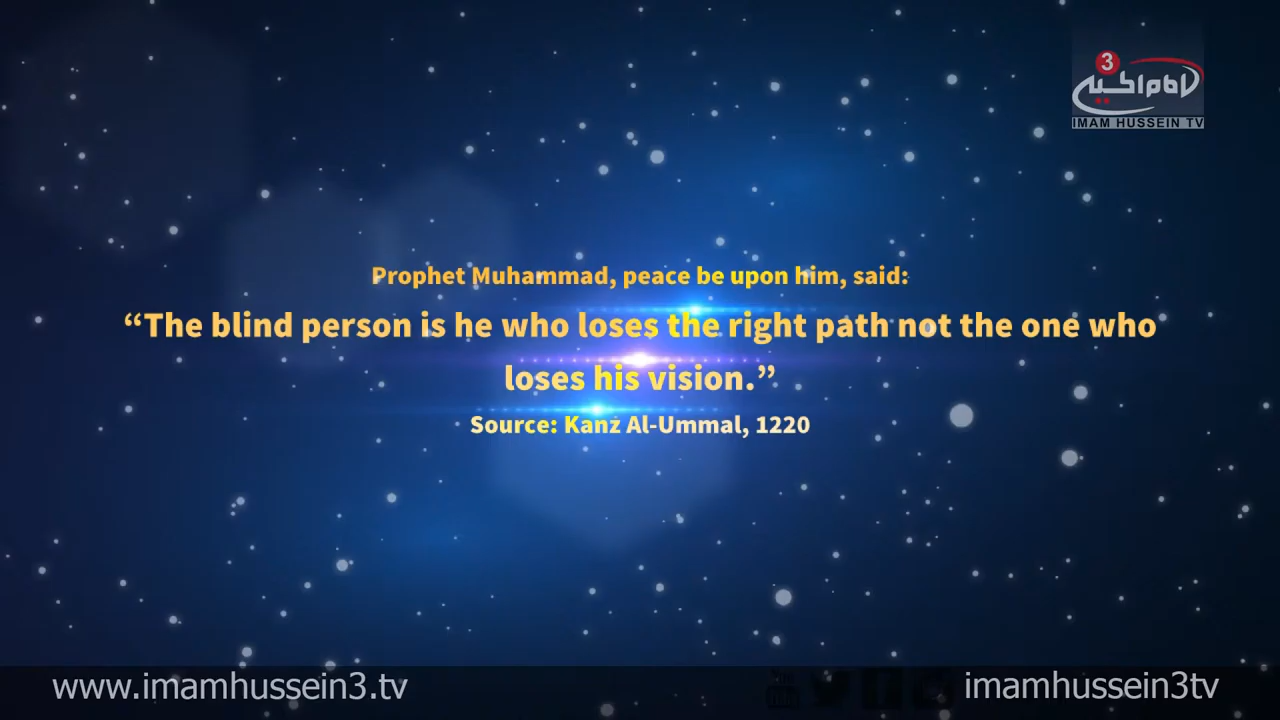 3
IMAM HUSSEIN TV
Prophet Muhammad, peace be upon him, said:
“The blind person is he who loses the right path not the one who
loses his vision.”
Source: Kanz Al-Ummal, 1220
www.imamhussein3.tv
imamhussein3tv